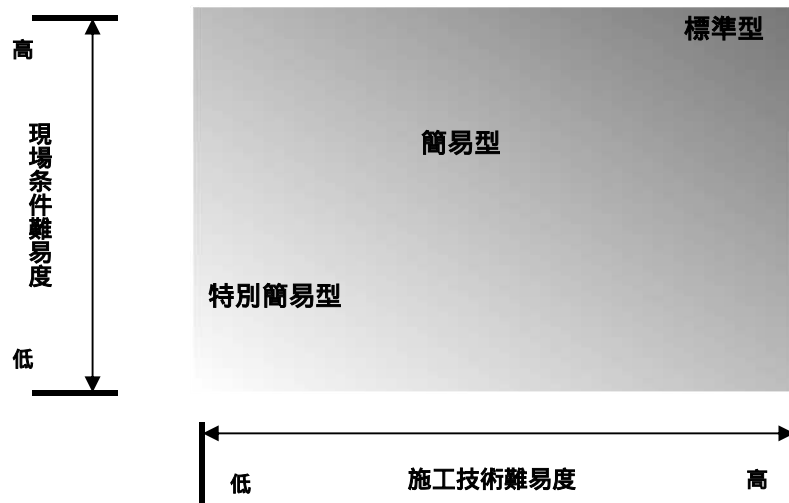 標準型
高
簡易型
現場条件難易度
特別簡易型
低
低
施工技術難易度
高